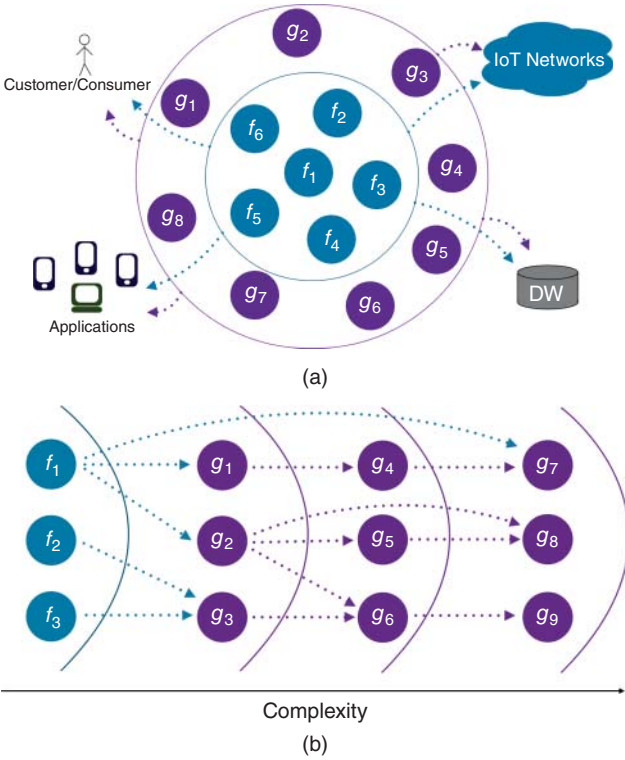 g2
IoT Networks
g3
Customer/Consumer
g1
f2
f6
f1
f3
g4
g8
f5
f4
g5
g7
g6
DW
Applications
(a)
f1
g1
g4
g7
f2
g2
g5
g8
f3
g3
g6
g9
Complexity
(b)